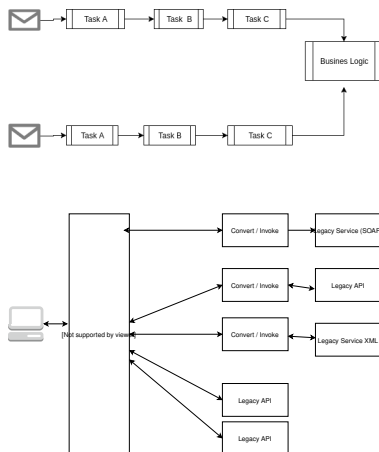 Task A
Task B
Task C
Busines Logic
Task A
Task B
Task C
Convert / Invoke
Legacy Service (SOAP
Convert / Invoke
Legacy API
[Not supported by viewer]
Convert / Invoke
Legacy Service XML
Legacy API
Legacy API